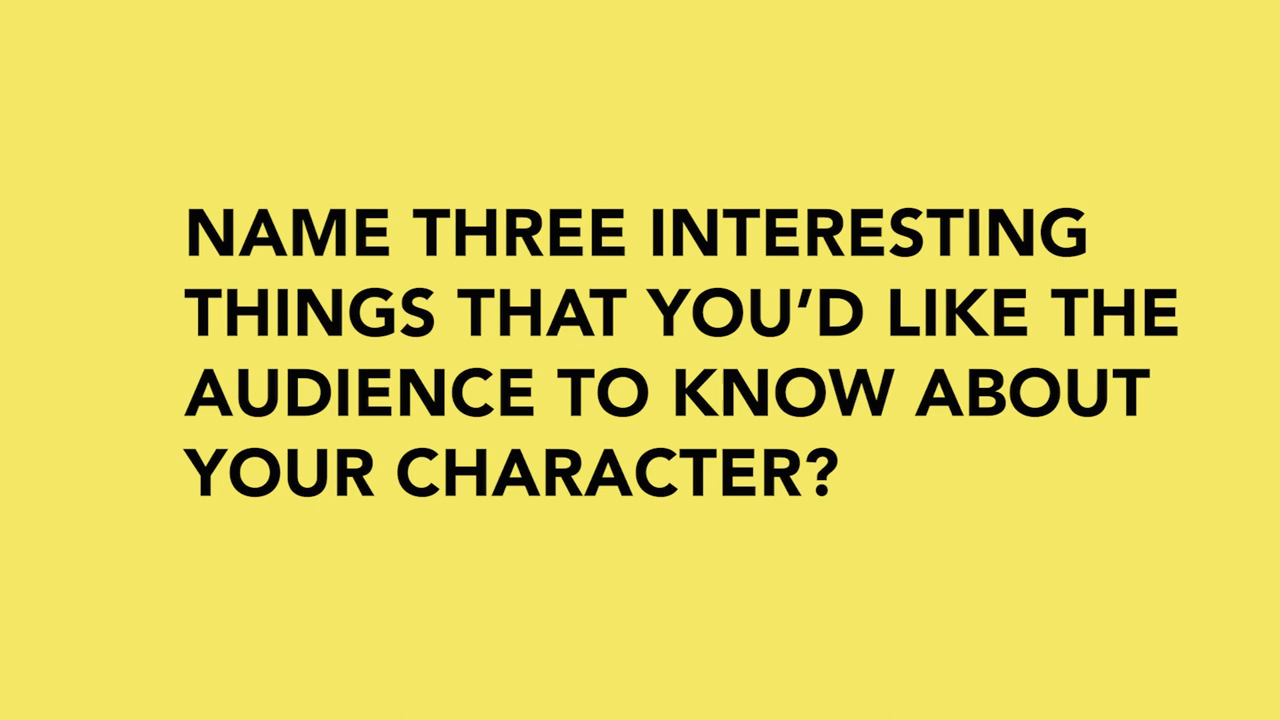 NAME THREE INTERESTING
THINGS THAT YOU’D LIKE THE
AUDIENCE TO KNOW ABOUT
YOUR CHARACTER?